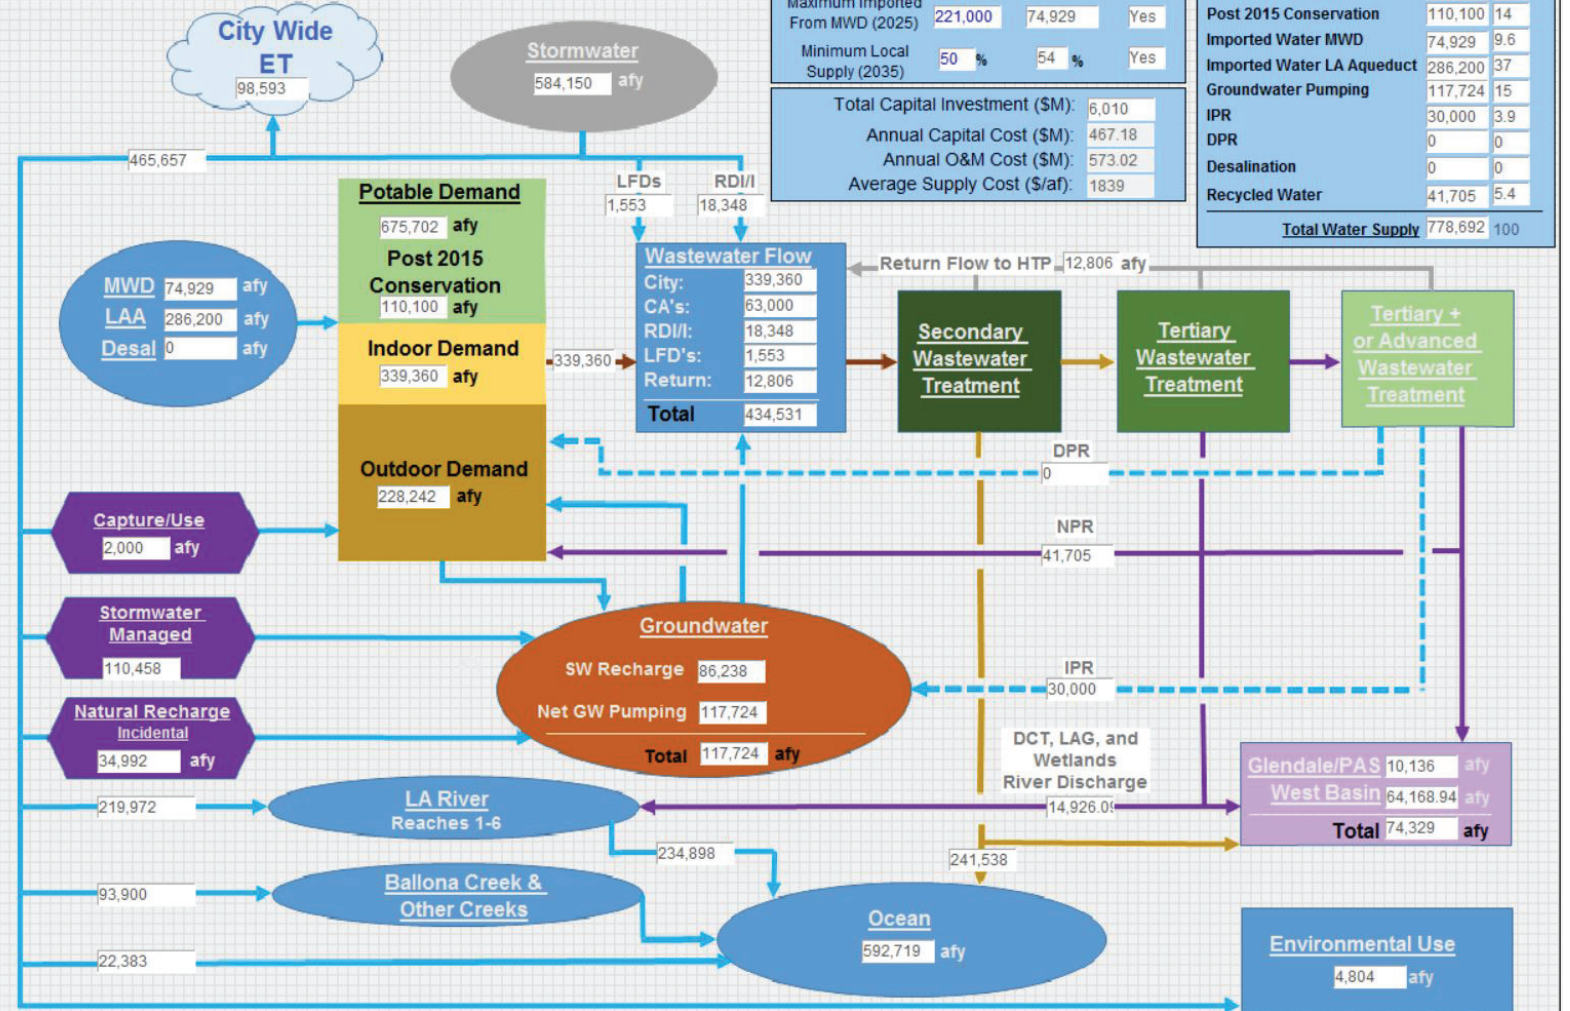 City Wide
ET
98,593
Stormwater
584,150 afy
Maximum Imported
From MWD (2025) 221,000 74,929 Yes
Minimum Local
Supply (2035) 50 % 54 % Yes
Total Capital Investment ($M): 6,010
Annual Capital Cost ($M): 467.18
Annual O&M Cost ($M): 573.02
Average Supply Cost ($/af): 1839
Post 2015 Conservation 110,100 14
Imported Water MWD 74,929 9.6
Imported Water LA Aqueduct 286,200 37
Groundwater Pumping 117,724 15
IPR 30,000 3.9
DPR 0 0
Desalination 0 0
Recycled Water 41,705 5.4
Total Water Supply 778,692 100
465,657
LFDs
1,553
RDI/I
18,348
Potable Demand
675,702 afy
Post 2015
Conservation
110,100 afy
Indoor Demand
339,360 afy
Outdoor Demand
228,242 afy
MWD 74,929 afy
LAA 286,200 afy
Desal 0 afy
339,360
Wastewater Flow
City: 339,360
CA's: 63,000
RDI/I: 18,348
LFD's: 1,553
Return: 12,806
Total 434,531
Return Flow to HTP 12,806 afy
Secondary
Wastewater
Treatment
Tertiary
Wastewater
Treatment
Tertiary +
or Advanced
Wastewater
Treatment
DPR
0
NPR
41,705
IPR
30,000
Capture/Use
2,000 afy
Stormwater
Managed
110,458
Natural Recharge
Incidental
34,992 afy
Groundwater
SW Recharge 86,238
Net GW Pumping 117,724
Total 117,724 afy
DCT, LAG, and
Wetlands
River Discharge
14,926.09
Glendale/PAS 10,136 afy
West Basin 64,168.94 afy
Total 74,329 afy
219,972
LA River
Reaches 1-6
234,898
241,538
93,900
Ballona Creek &
Other Creeks
22,383
Ocean
592,719 afy
Environmental Use
4,804 afy